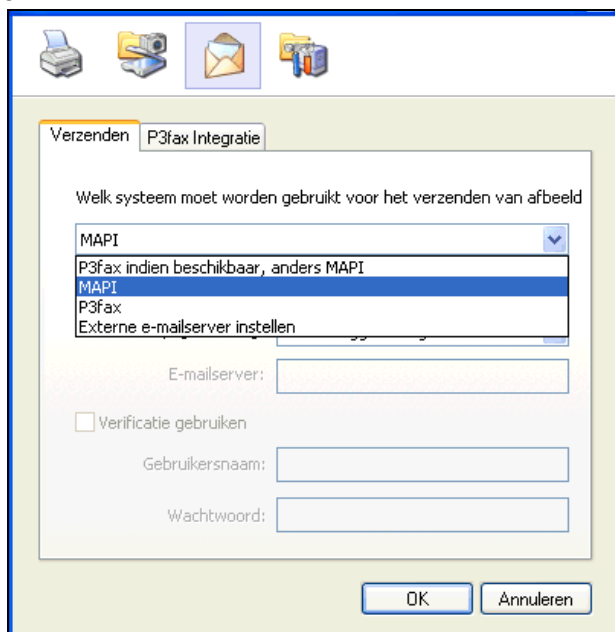 Verzenden P3fax Integratie
Welk systeem moet worden gebruikt voor het verzenden van afbeeld
MAPI
P3fax indien beschikbaar, anders MAPI
MAPI
P3fax
Externe e-mailserver instellen
E-mailserver:
Verificatie gebruiken
Gebruikersnaam:
Wachtwoord:
OK Annuleren